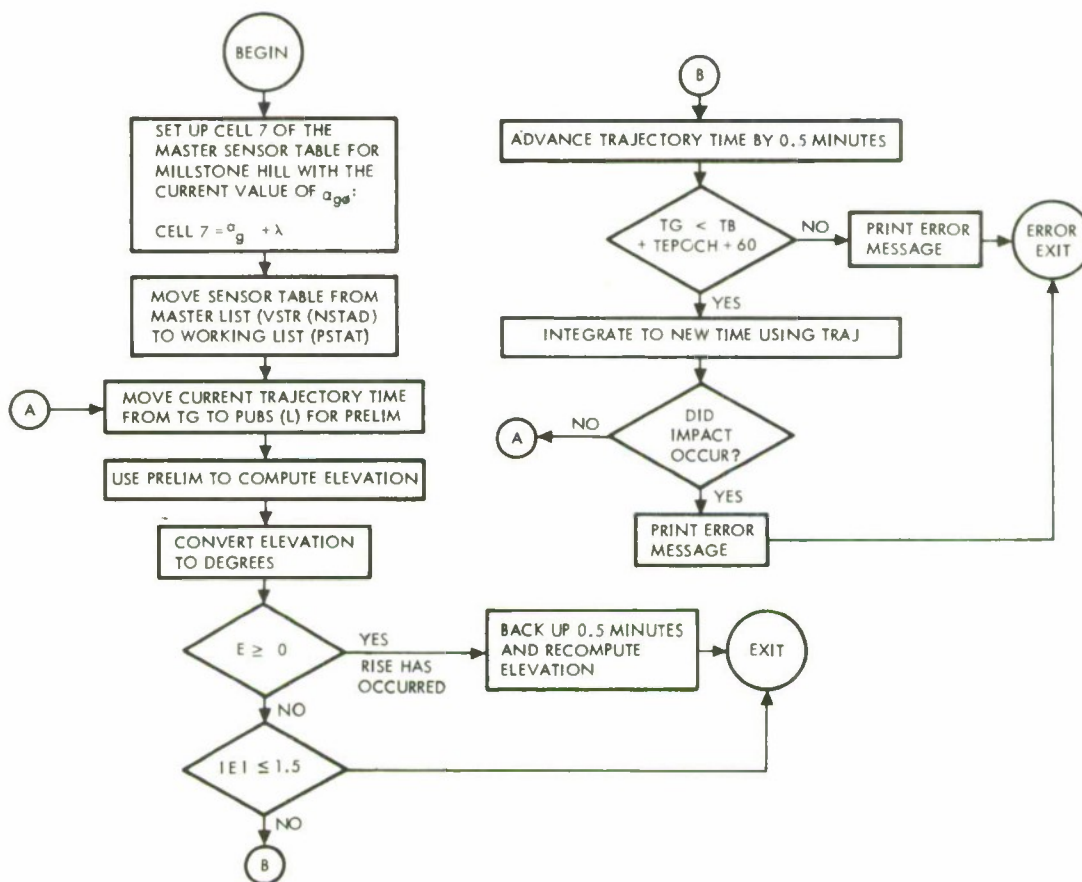 BEGIN
SET UP CELL 7 OF THE
MASTER SENSOR TABLE FOR
MILLSTONE HILL WITH THE
CURRENT VALUE OF αgø:
CELL 7 = αg + λ
MOVE SENSOR TABLE FROM
MASTER LIST (VSTR (NSTAD)
TO WORKING LIST (PSTAT)
A
MOVE CURRENT TRAJECTORY TIME
FROM TG TO PUBS (L) FOR PRELIM
USE PRELIM TO COMPUTE ELEVATION
CONVERT ELEVATION
TO DEGREES
E ≥ 0
YES
RISE HAS
OCCURRED
BACK UP 0.5 MINUTES
AND RECOMPUTE
ELEVATION
EXIT
NO
|E| ≤ 1.5
NO
B
B
ADVANCE TRAJECTORY TIME BY 0.5 MINUTES
TG < TB
+ TEPOCH + 60
NO
PRINT ERROR
MESSAGE
ERROR
EXIT
YES
INTEGRATE TO NEW TIME USING TRAJ
DID
IMPACT
OCCUR?
NO
A
YES
PRINT ERROR
MESSAGE